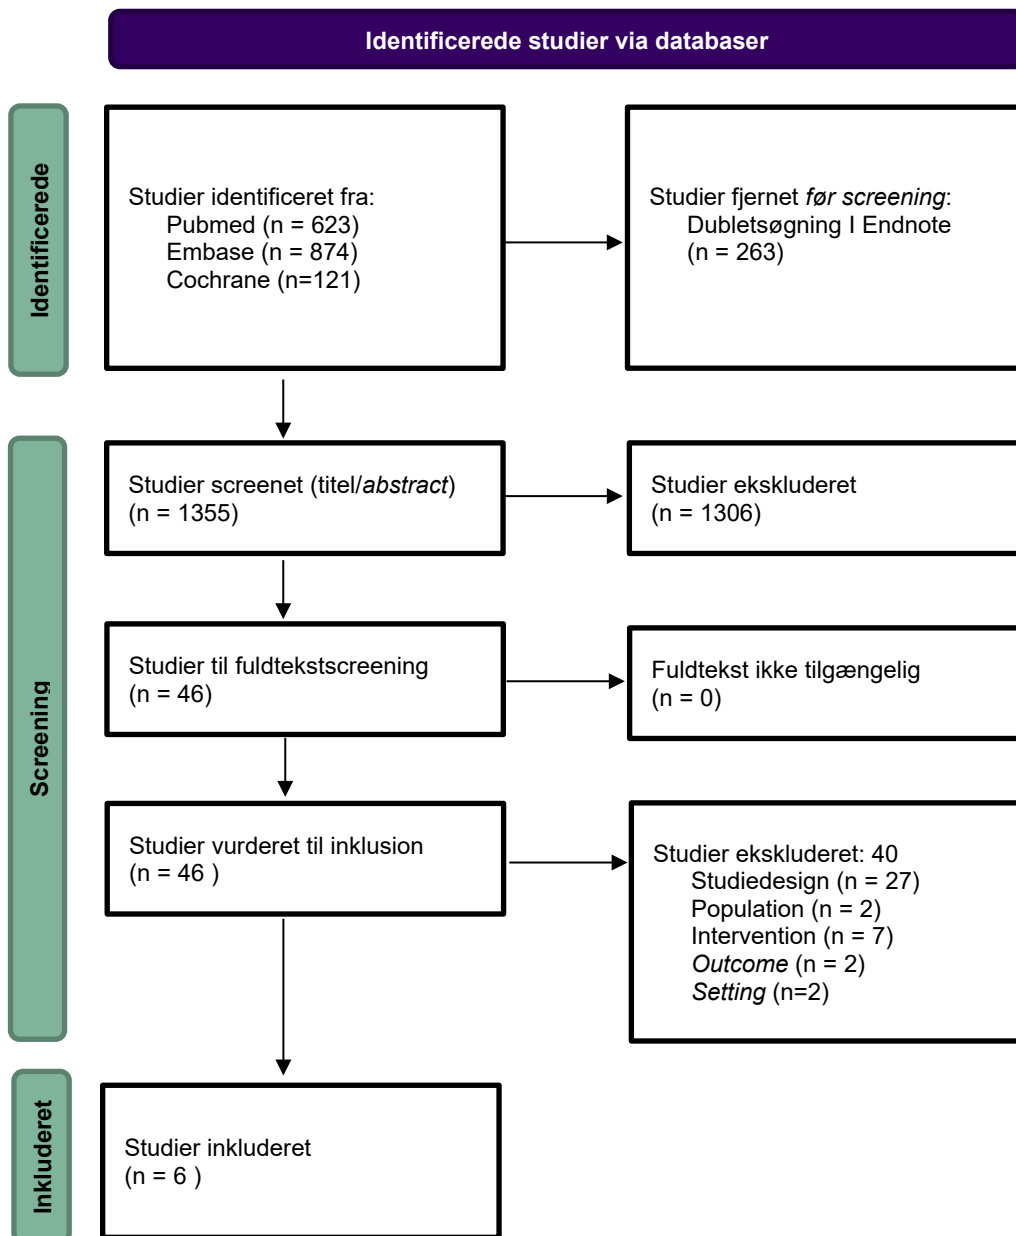 Identificerede studier via databaser
Identificerede
Studier identificeret fra:
Pubmed (n = 623)
Embase (n = 874)
Cochrane (n=121)
Studier fjernet før screening:
Dubletsøgning I Endnote
(n = 263)
Screening
Studier screenet (titel/abstract)
(n = 1355)
Studier ekskluderet
(n = 1306)
Studier til fuldtekstscreening
(n = 46)
Fuldtekst ikke tilgængelig
(n = 0)
Studier vurderet til inklusion
(n = 46 )
Studier ekskluderet: 40
Studiedesign (n = 27)
Population (n = 2)
Intervention (n = 7)
Outcome (n = 2)
Setting (n=2)
Inkluderet
Studier inkluderet
(n = 6 )